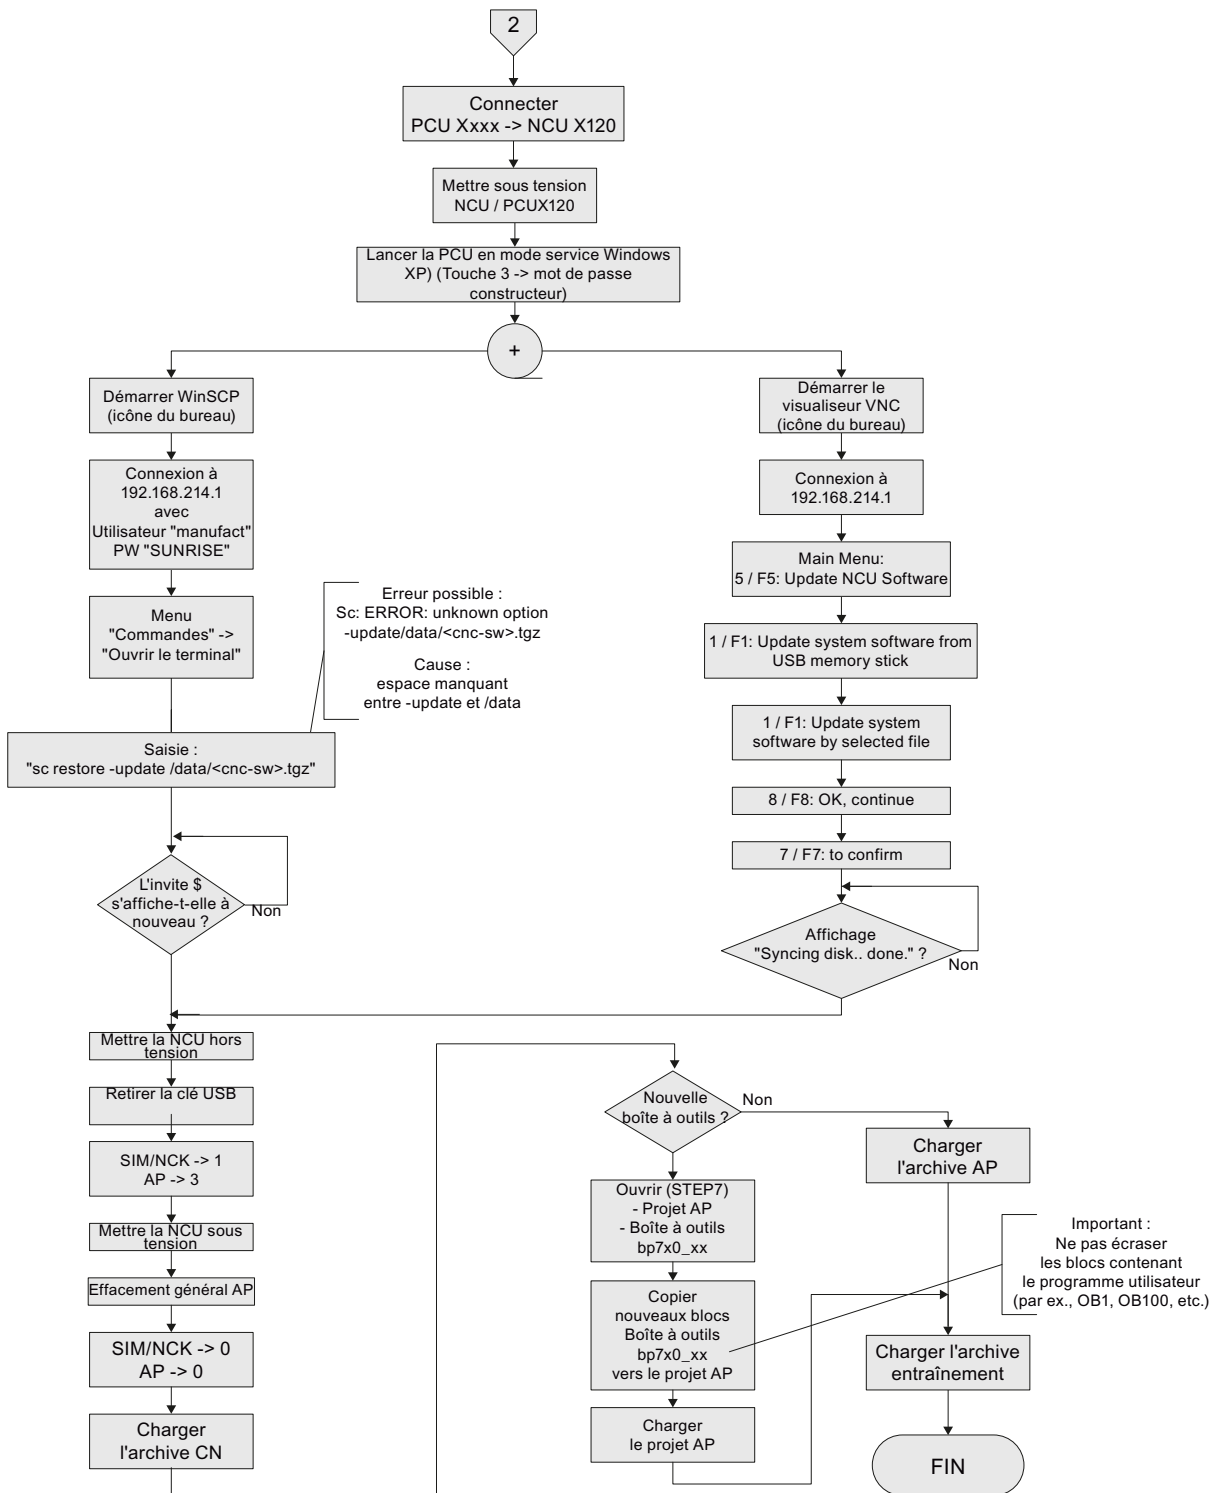 2
Connecter
PCU Xxxx -> NCU X120
Mettre sous tension
NCU / PCUX120
Lancer la PCU en mode service Windows
XP) (Touche 3 -> mot de passe
constructeur)
+
Démarrer WinSCP
(icône du bureau)
Connexion à
192.168.214.1
avec
Utilisateur "manufact"
PW "SUNRISE"
Menu
"Commandes" ->
"Ouvrir le terminal"
Erreur possible :
Sc: ERROR: unknown option
-update/data/<cnc-sw>.tgz
Cause :
espace manquant
entre -update et /data
Saisie :
"sc restore -update /data/<cnc-sw>.tgz"
L'invite $
s'affiche-t-elle à
nouveau ?
Non
Démarrer le
visualiseur VNC
(icône du bureau)
Connexion à
192.168.214.1
Main Menu:
5 / F5: Update NCU Software
1 / F1: Update system software from
USB memory stick
1 / F1: Update system
software by selected file
8 / F8: OK, continue
7 / F7: to confirm
Affichage
"Syncing disk.. done." ?
Non
Mettre la NCU hors
tension
Retirer la clé USB
SIM/NCK -> 1
AP -> 3
Mettre la NCU sous
tension
Effacement général AP
SIM/NCK -> 0
AP -> 0
Charger
l'archive CN
Nouvelle
boîte à outils ?
Non
Ouvrir (STEP7)
- Projet AP
- Boîte à outils
bp7x0_xx
Copier
nouveaux blocs
Boîte à outils
bp7x0_xx
vers le projet AP
Charger
le projet AP
Charger
l'archive AP
Important :
Ne pas écraser
les blocs contenant
le programme utilisateur
(par ex., OB1, OB100, etc.)
Charger l'archive
entraînement
FIN